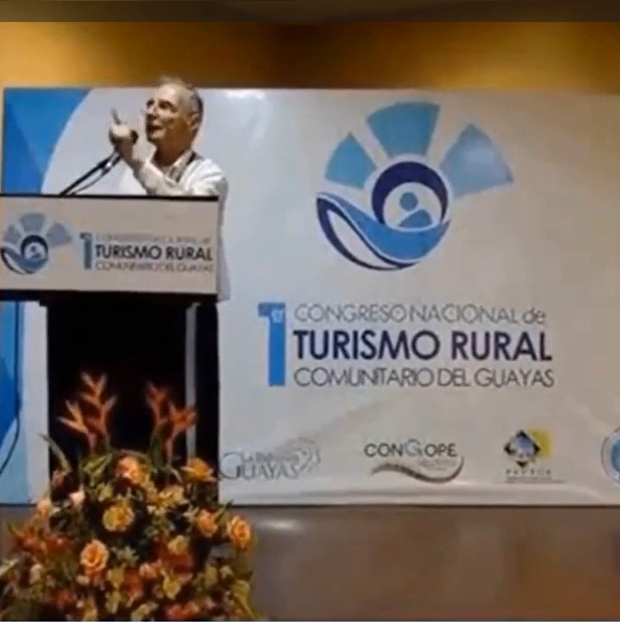 TURISMO RURAL
COMUNITARIO DEL GUAYAS
1er CONGRESO NACIONAL de
TURISMO RURAL
COMUNITARIO DEL GUAYAS
GUAYAS
CONGOPE